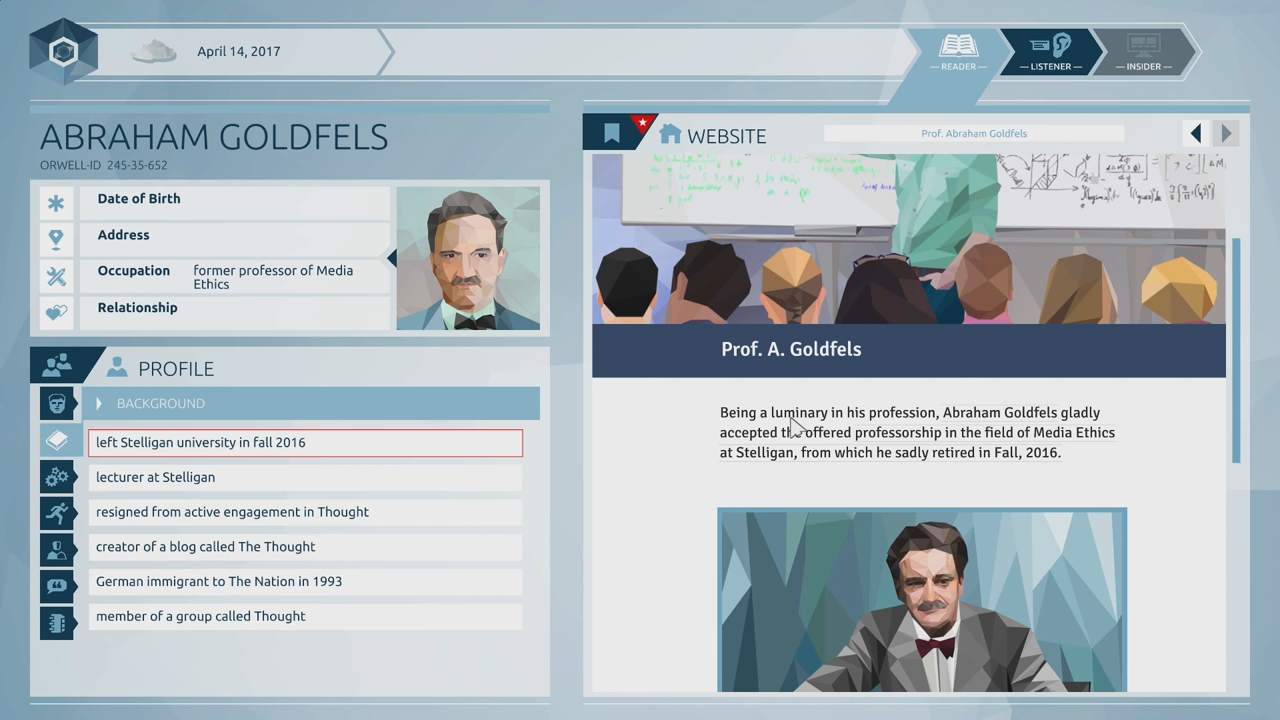 April 14, 2017
— READER —
— LISTENER —
— INSIDER —
ABRAHAM GOLDFELS
ORWELL-ID 245-35-652
Date of Birth
Address
Occupation former professor of Media
Ethics
Relationship
PROFILE
BACKGROUND
left Stelligan university in fall 2016
lecturer at Stelligan
resigned from active engagement in Thought
creator of a blog called The Thought
German immigrant to The Nation in 1993
member of a group called Thought
WEBSITE
Prof. Abraham Goldfels
Prof. A. Goldfels
Being a luminary in his profession, Abraham Goldfels gladly
accepted the offered professorship in the field of Media Ethics
at Stelligan, from which he sadly retired in Fall, 2016.